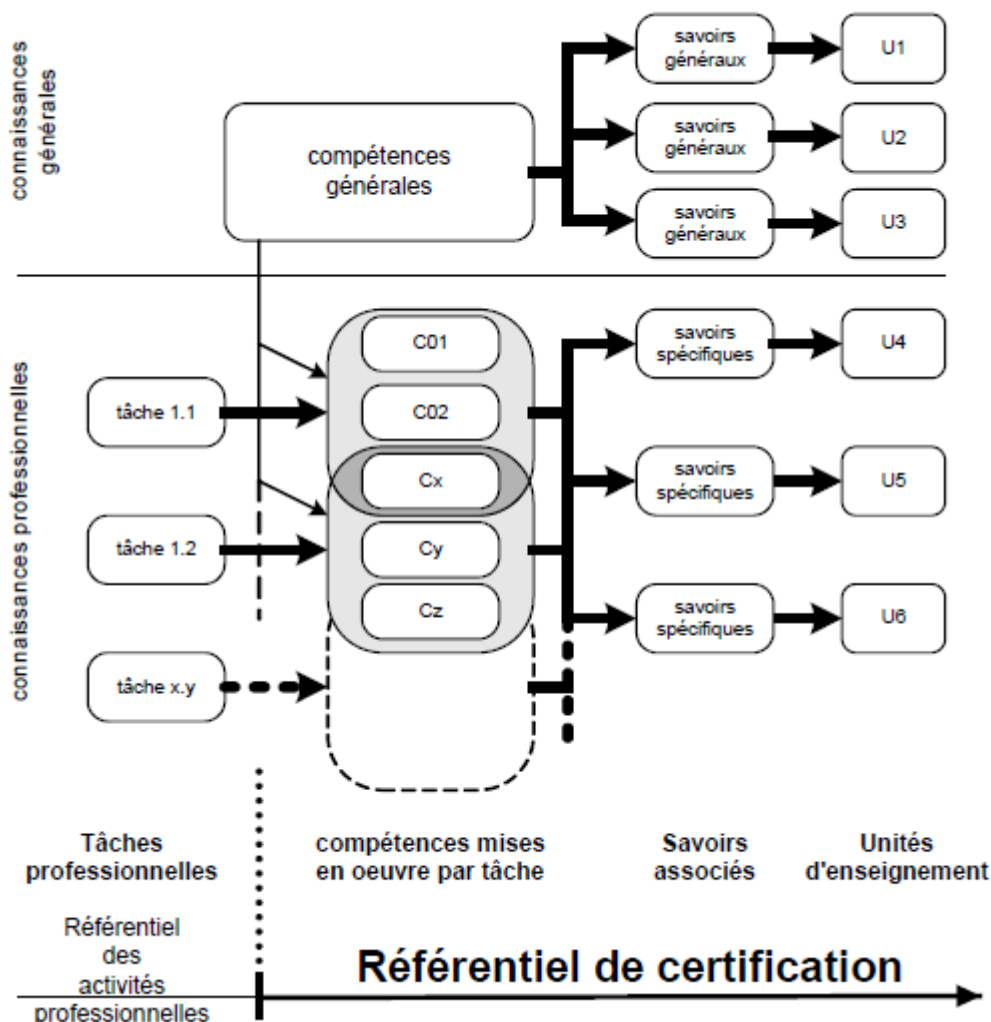 connaissances
générales
compétences
générales
savoirs
généraux
U1
savoirs
généraux
U2
savoirs
généraux
U3
connaissances professionnelles
tâche 1.1
tâche 1.2
tâche x.y
C01
C02
Cx
Cy
Cz
savoirs
spécifiques
U4
savoirs
spécifiques
U5
savoirs
spécifiques
U6
Tâches
professionnelles
compétences mises
en oeuvre par tâche
Savoirs
associés
Unités
d'enseignement
Référentiel
des
activités
professionnelles
Référentiel de certification